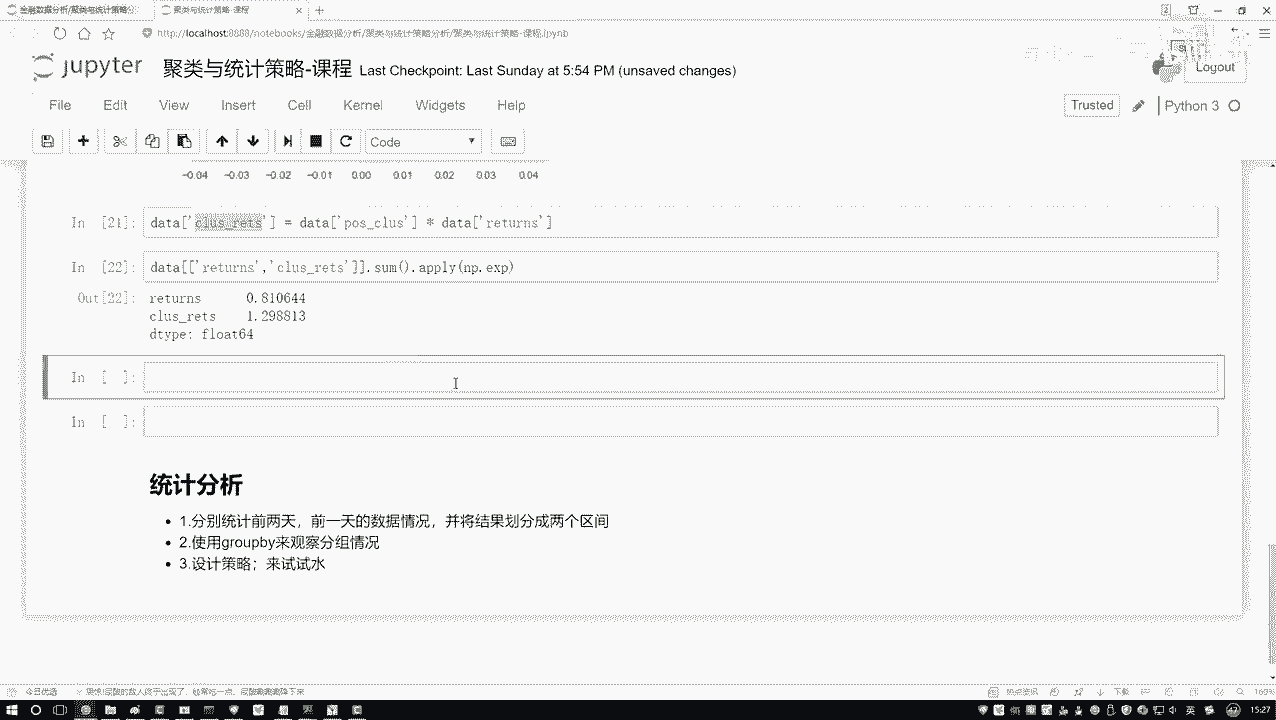 金融数据分析/聚类与统计策略
聚类与统计策略-课程
http://localhost:8888/notebooks/金融数据分析/聚类与统计策略分析/聚类与统计策略-课程.ipynb
jupyter 聚类与统计策略-课程 Last Checkpoint: Last Sunday at 5:54 PM (unsaved changes)
Logout
File Edit View Insert Cell Kernel Widgets Help
Trusted Python 3
Code
-0.04 -0.03 -0.02 -0.01 0.00 0.01 0.02 0.03 0.04
In [21]: data['clus_rets'] = data['pos_clus'] * data['returns']
In [22]: data[['returns','clus_rets']].sum().apply(np.exp)
Out[22]: returns 0.810644
clus_rets 1.298813
dtype: float64
In [ ]:
In [ ]:
统计分析
1.分别统计前两天，前一天的数据情况，并将结果划分成两个区间
2.使用groupby来观察分组情况
3.设计策略；来试试水
今日优选
热点资讯
下载
160%
英
15:27